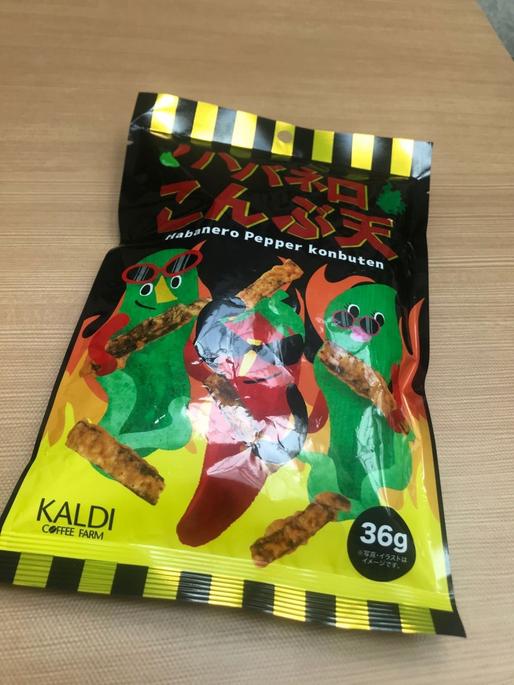 ハバネロ
こんぶ天
Habanero Pepper konbuten
KALDI
COFFEE FARM
36g
※写真・イラストは
イメージです。